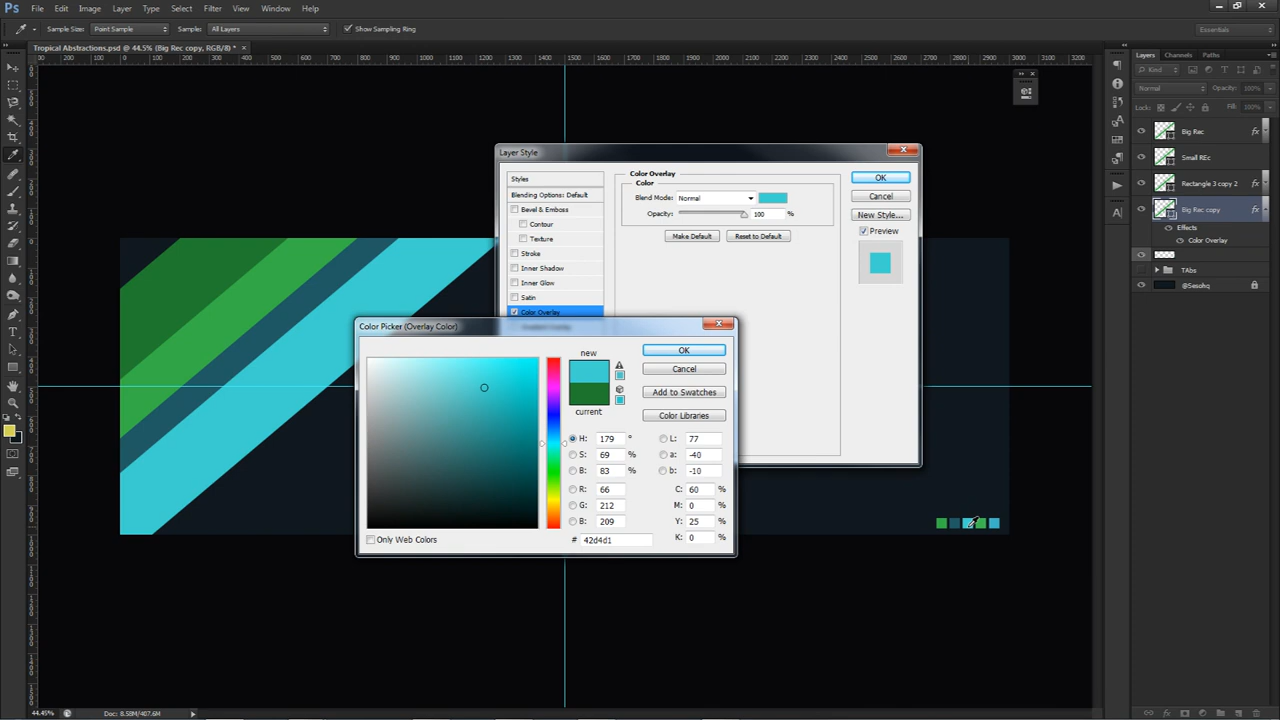 Ps File Edit Image Layer Type Select Filter View Window Help
Sample Size: Point Sample Sample: All Layers Show Sampling Ring Essentials
Tropical Abstractions.psd @ 44.5% (Big Rec copy, RGB/8) *
Layers Channels Paths
Kind
Normal Opacity: 100%
Lock: Fill: 100%
Big Rec fx
Small REc
Rectangle 3 copy 2 fx
Big Rec copy fx
Effects
Color Overlay
TAbs
@Sesohq
Layer Style
Styles
Blending Options: Default
Bevel & Emboss
Contour
Texture
Stroke
Inner Shadow
Inner Glow
Satin
Color Overlay
Color Overlay
Color
Blend Mode: Normal
Opacity: 100 %
Make Default Reset to Default
OK
Cancel
New Style...
Preview
Color Picker (Overlay Color)
new
current
OK
Cancel
Add to Swatches
Color Libraries
H: 179 ° L: 77
S: 69 % a: -40
B: 83 % b: -10
R: 66 C: 60 %
G: 212 M: 0 %
B: 209 Y: 25 %
# 42d4d1 K: 0 %
Only Web Colors
44.45% Doc: 8.58M/407.6M